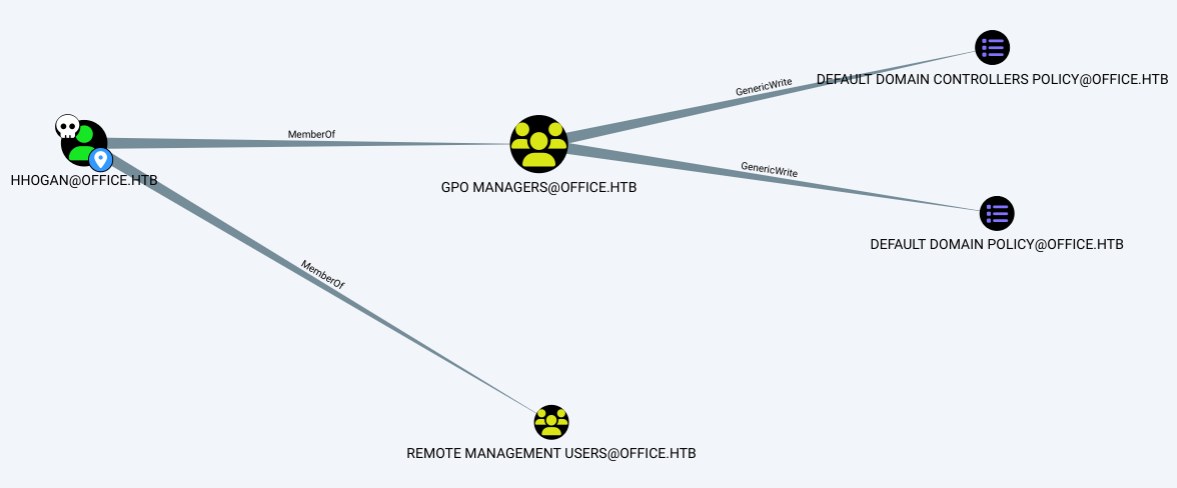 DEFAULT DOMAIN CONTROLLERS POLICY@OFFICE.HTB
GenericWrite
MemberOf
HHOGAN@OFFICE.HTB
GPO MANAGERS@OFFICE.HTB
GenericWrite
DEFAULT DOMAIN POLICY@OFFICE.HTB
MemberOf
REMOTE MANAGEMENT USERS@OFFICE.HTB